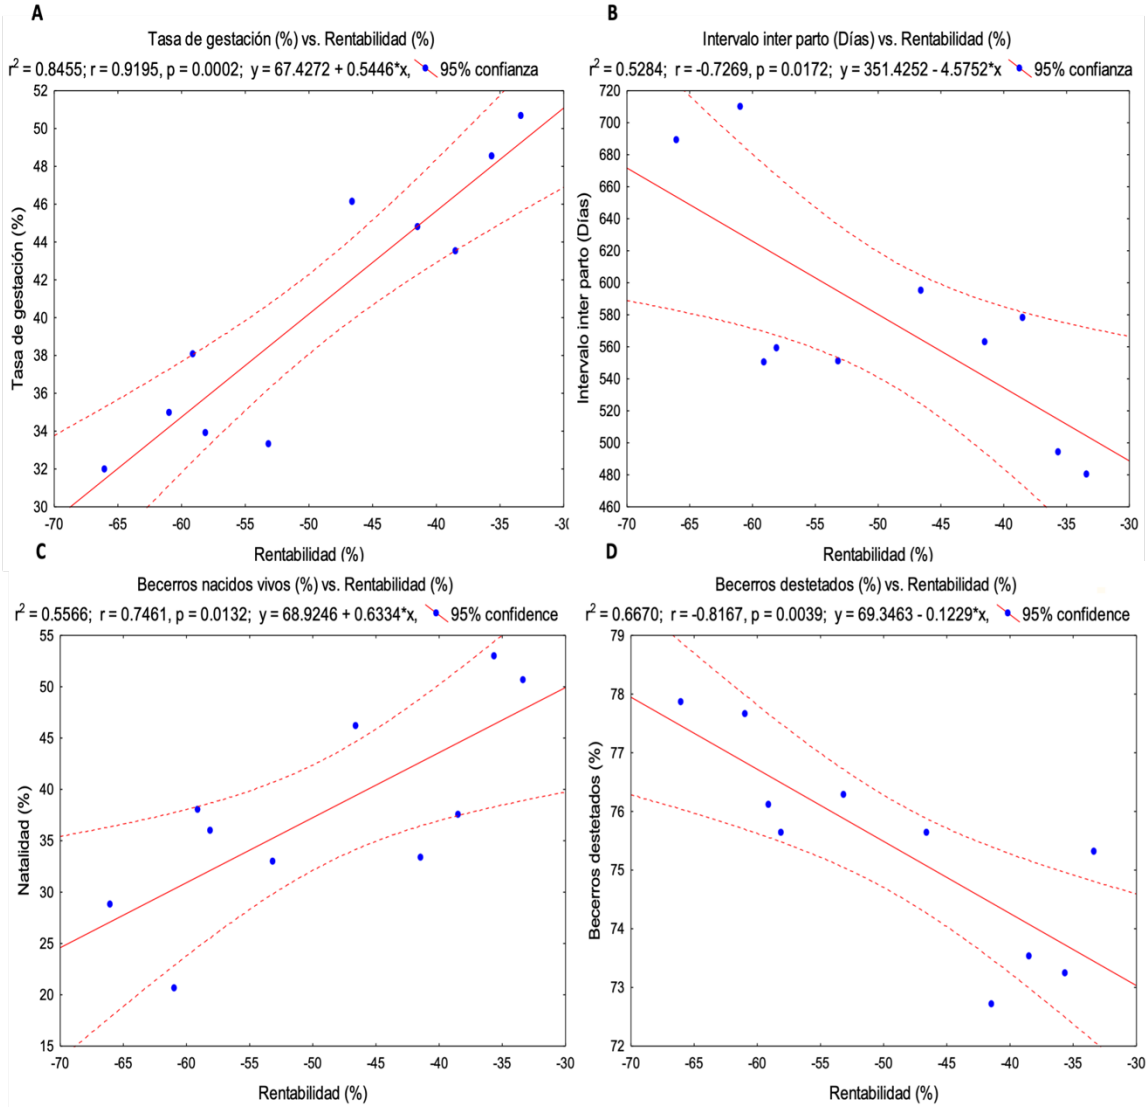 A
Tasa de gestación (%) vs. Rentabilidad (%)
r² = 0.8455; r = 0.9195, p = 0.0002; y = 67.4272 + 0.5446*x, 95% confianza
52
50
48
46
44
42
40
38
36
34
32
30
Tasa de gestación (%)
-70 -65 -60 -55 -50 -45 -40 -35 -30
Rentabilidad (%)
B
Intervalo inter parto (Días) vs. Rentabilidad (%)
r² = 0.5284; r = -0.7269, p = 0.0172; y = 351.4252 - 4.5752*x 95% confianza
720
700
680
660
640
620
600
580
560
540
520
500
480
460
Intervalo inter parto (Días)
-70 -65 -60 -55 -50 -45 -40 -35 -30
Rentabilidad (%)
C
Becerros nacidos vivos (%) vs. Rentabilidad (%)
r² = 0.5566; r = 0.7461, p = 0.0132; y = 68.9246 + 0.6334*x, 95% confidence
55
50
45
40
35
30
25
20
15
Natalidad (%)
-70 -65 -60 -55 -50 -45 -40 -35 -30
Rentabilidad (%)
D
Becerros destetados (%) vs. Rentabilidad (%)
r² = 0.6670; r = -0.8167, p = 0.0039; y = 69.3463 - 0.1229*x, 95% confidence
79
78
77
76
75
74
73
72
Becerros destetados (%)
-70 -65 -60 -55 -50 -45 -40 -35 -30
Rentabilidad (%)